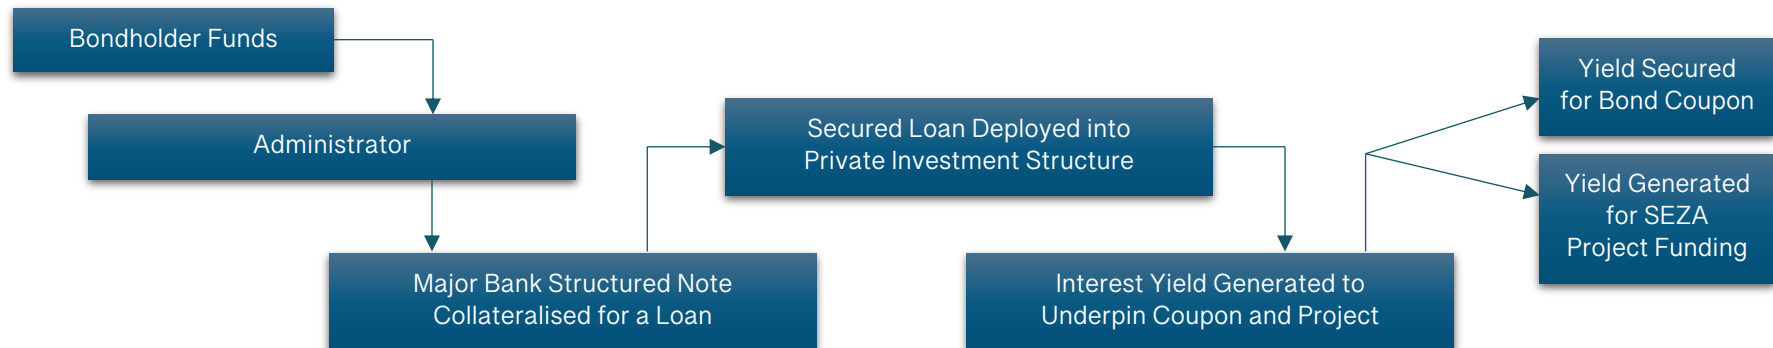 Bondholder Funds
Administrator
Major Bank Structured Note
Collateralised for a Loan
Secured Loan Deployed into
Private Investment Structure
Interest Yield Generated to
Underpin Coupon and Project
Yield Secured
for Bond Coupon
Yield Generated
for SEZA
Project Funding